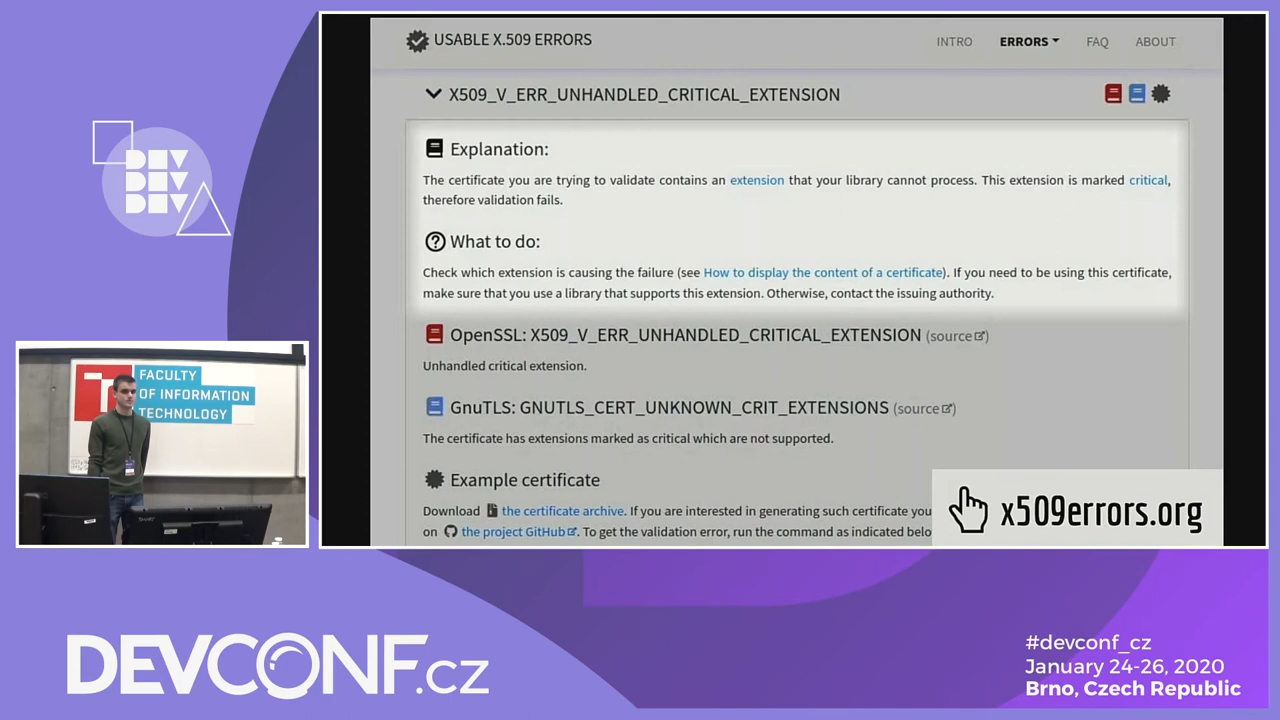 USABLE X.509 ERRORS
INTRO ERRORS FAQ ABOUT
X509_V_ERR_UNHANDLED_CRITICAL_EXTENSION
Explanation:
The certificate you are trying to validate contains an extension that your library cannot process. This extension is marked critical,
therefore validation fails.
What to do:
Check which extension is causing the failure (see How to display the content of a certificate). If you need to be using this certificate,
make sure that you use a library that supports this extension. Otherwise, contact the issuing authority.
OpenSSL: X509_V_ERR_UNHANDLED_CRITICAL_EXTENSION (source)
Unhandled critical extension.
GnuTLS: GNUTLS_CERT_UNKNOWN_CRIT_EXTENSIONS (source)
The certificate has extensions marked as critical which are not supported.
Example certificate
Download the certificate archive. If you are interested in generating such certificate you
on the project GitHub. To get the validation error, run the command as indicated belo
x509errors.org
DEV
DEV
DEV
FACULTY
OF INFORMATION
TECHNOLOGY
DEVCONF.cz
#devconf_cz
January 24-26, 2020
Brno, Czech Republic